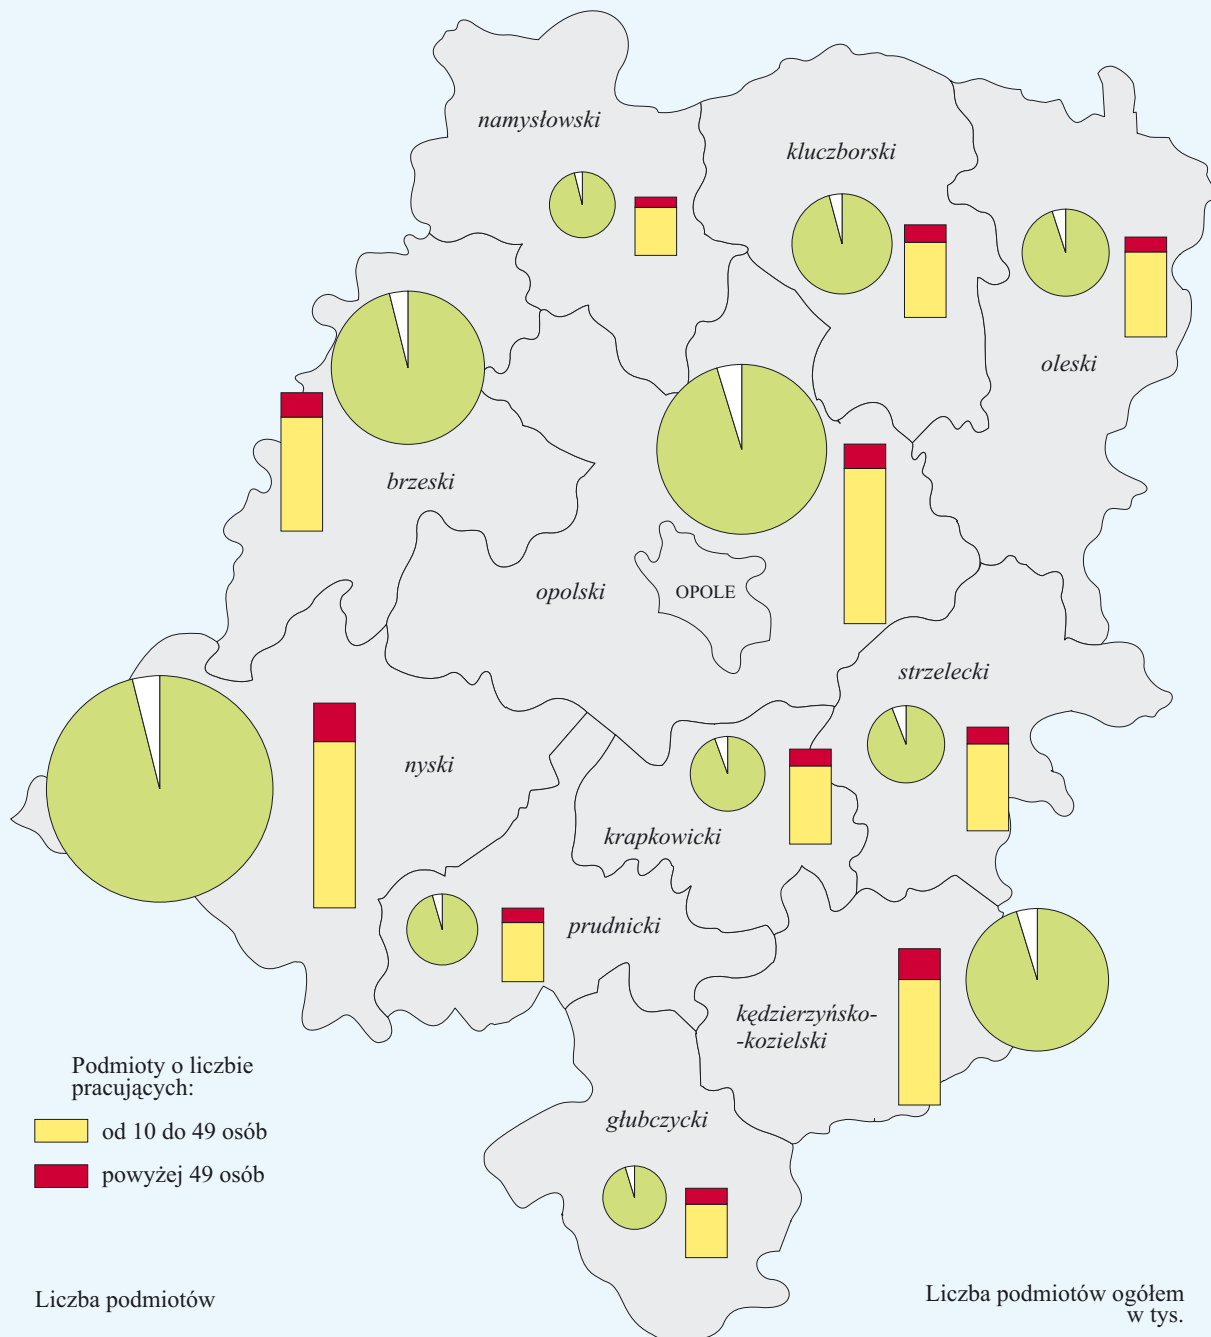 namysłowski
kluczborski
oleski
brzeski
opolski
OPOLE
strzelecki
nyski
krapkowicki
prudnicki
kędzierzyńsko-
-kozielski
głubczycki
Podmioty o liczbie
pracujących:
od 10 do 49 osób
powyżej 49 osób
Liczba podmiotów
Liczba podmiotów ogółem
w tys.